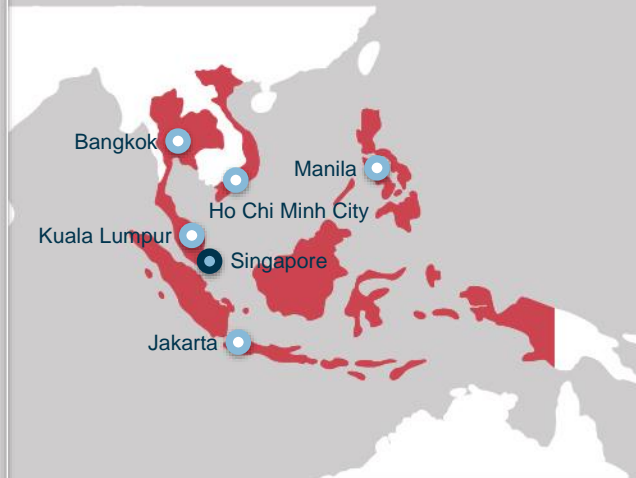 Bangkok
Manila
Ho Chi Minh City
Kuala Lumpur
Singapore
Jakarta